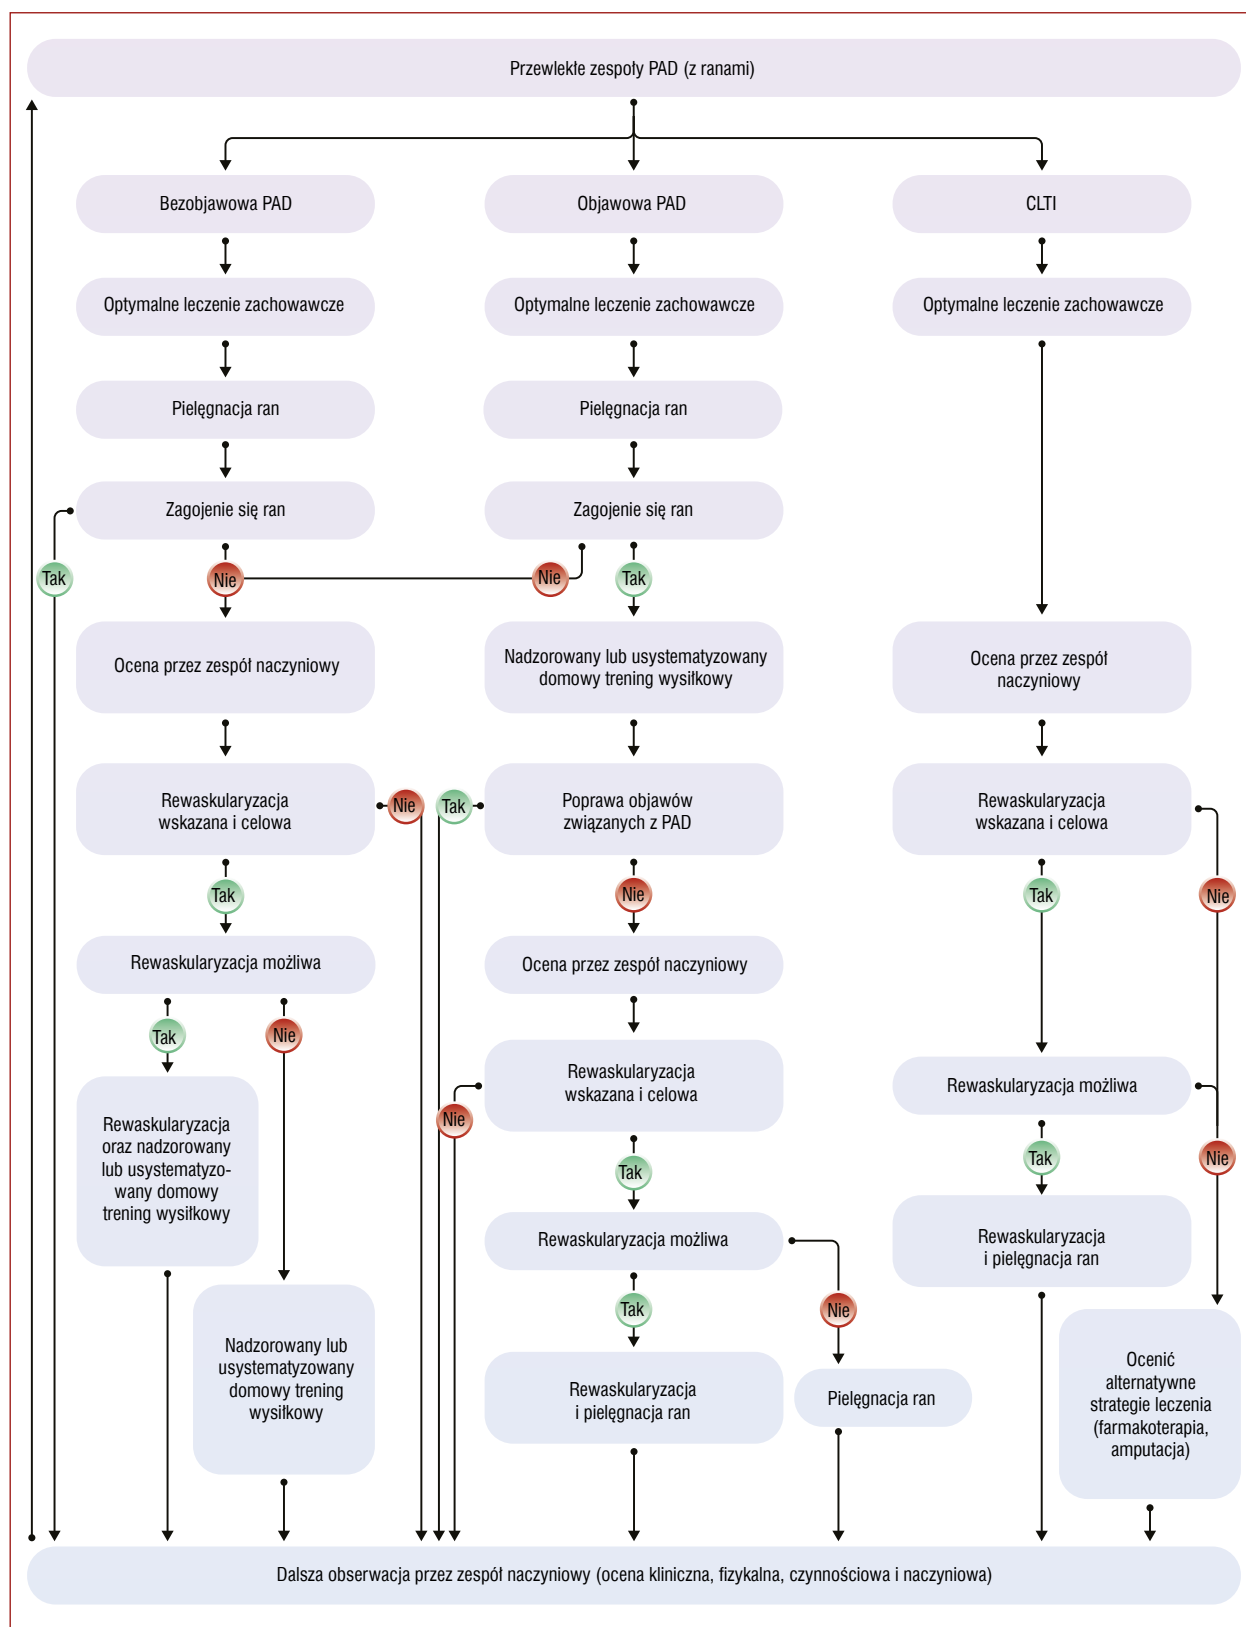 Przewlekłe zespoły PAD (z ranami)
Bezobjawowa PAD
Objawowa PAD
CLTI
Optymalne leczenie zachowawcze
Optymalne leczenie zachowawcze
Optymalne leczenie zachowawcze
Pielęgnacja ran
Pielęgnacja ran
Zagojenie się ran
Zagojenie się ran
Tak
Nie
Nie
Tak
Ocena przez zespół naczyniowy
Nadzorowany lub usystematyzowany
domowy trening wysiłkowy
Ocena przez zespół
naczyniowy
Rewaskularyzacja
wskazana i celowa
Nie
Tak
Poprawa objawów
związanych z PAD
Rewaskularyzacja
wskazana i celowa
Tak
Nie
Tak
Nie
Rewaskularyzacja możliwa
Ocena przez zespół naczyniowy
Tak
Nie
Rewaskularyzacja
wskazana i celowa
Rewaskularyzacja możliwa
Nie
Rewaskularyzacja
oraz nadzorowany
lub usystematyzo-
wany domowy
trening wysiłkowy
Tak
Tak
Nie
Rewaskularyzacja możliwa
Rewaskularyzacja
i pielęgnacja ran
Tak
Nie
Nadzorowany lub
usystematyzowany
domowy trening
wysiłkowy
Rewaskularyzacja
i pielęgnacja ran
Pielęgnacja ran
Ocenić
alternatywne
strategie leczenia
(farmakoterapia,
amputacja)
Dalsza obserwacja przez zespół naczyniowy (ocena kliniczna, fizykalna, czynnościowa i naczyniowa)